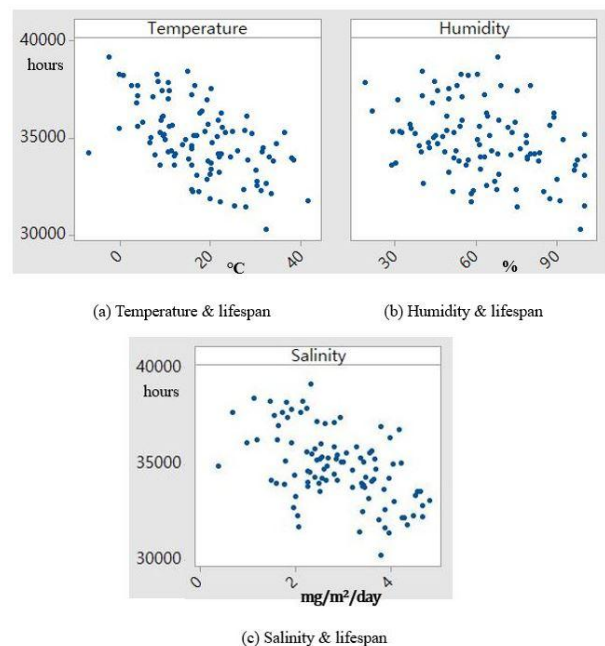 Temperature
40000
hours
35000
30000
0
20
40
°C
(a) Temperature & lifespan
Humidity
30
60
90
%
(b) Humidity & lifespan
Salinity
40000
hours
35000
30000
0
2
4
mg/m²/day
(c) Salinity & lifespan